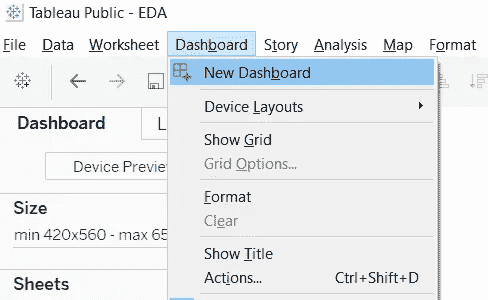 Tableau Public - EDA
File Data Worksheet Dashboard Story Analysis Map Format
New Dashboard
Dashboard L
Device Layouts
Device Preview
Show Grid
Grid Options...
Size
Format
min 420x560 - max 65
Clear
Show Title
Sheets
Actions... Ctrl+Shift+D